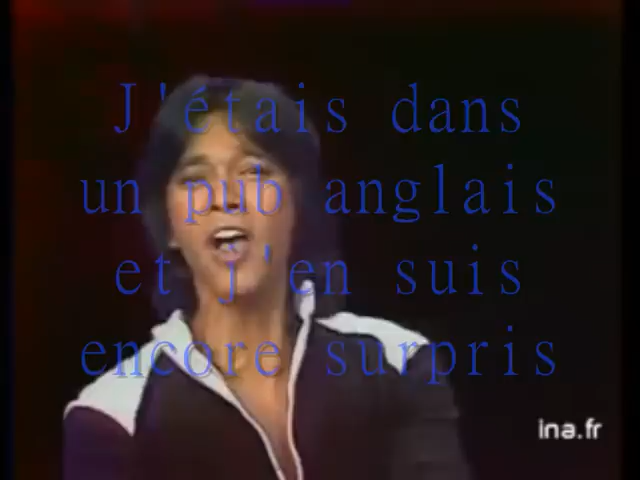 J'étais dans
un pub anglais
et j'en suis
encore surpris
ina.fr